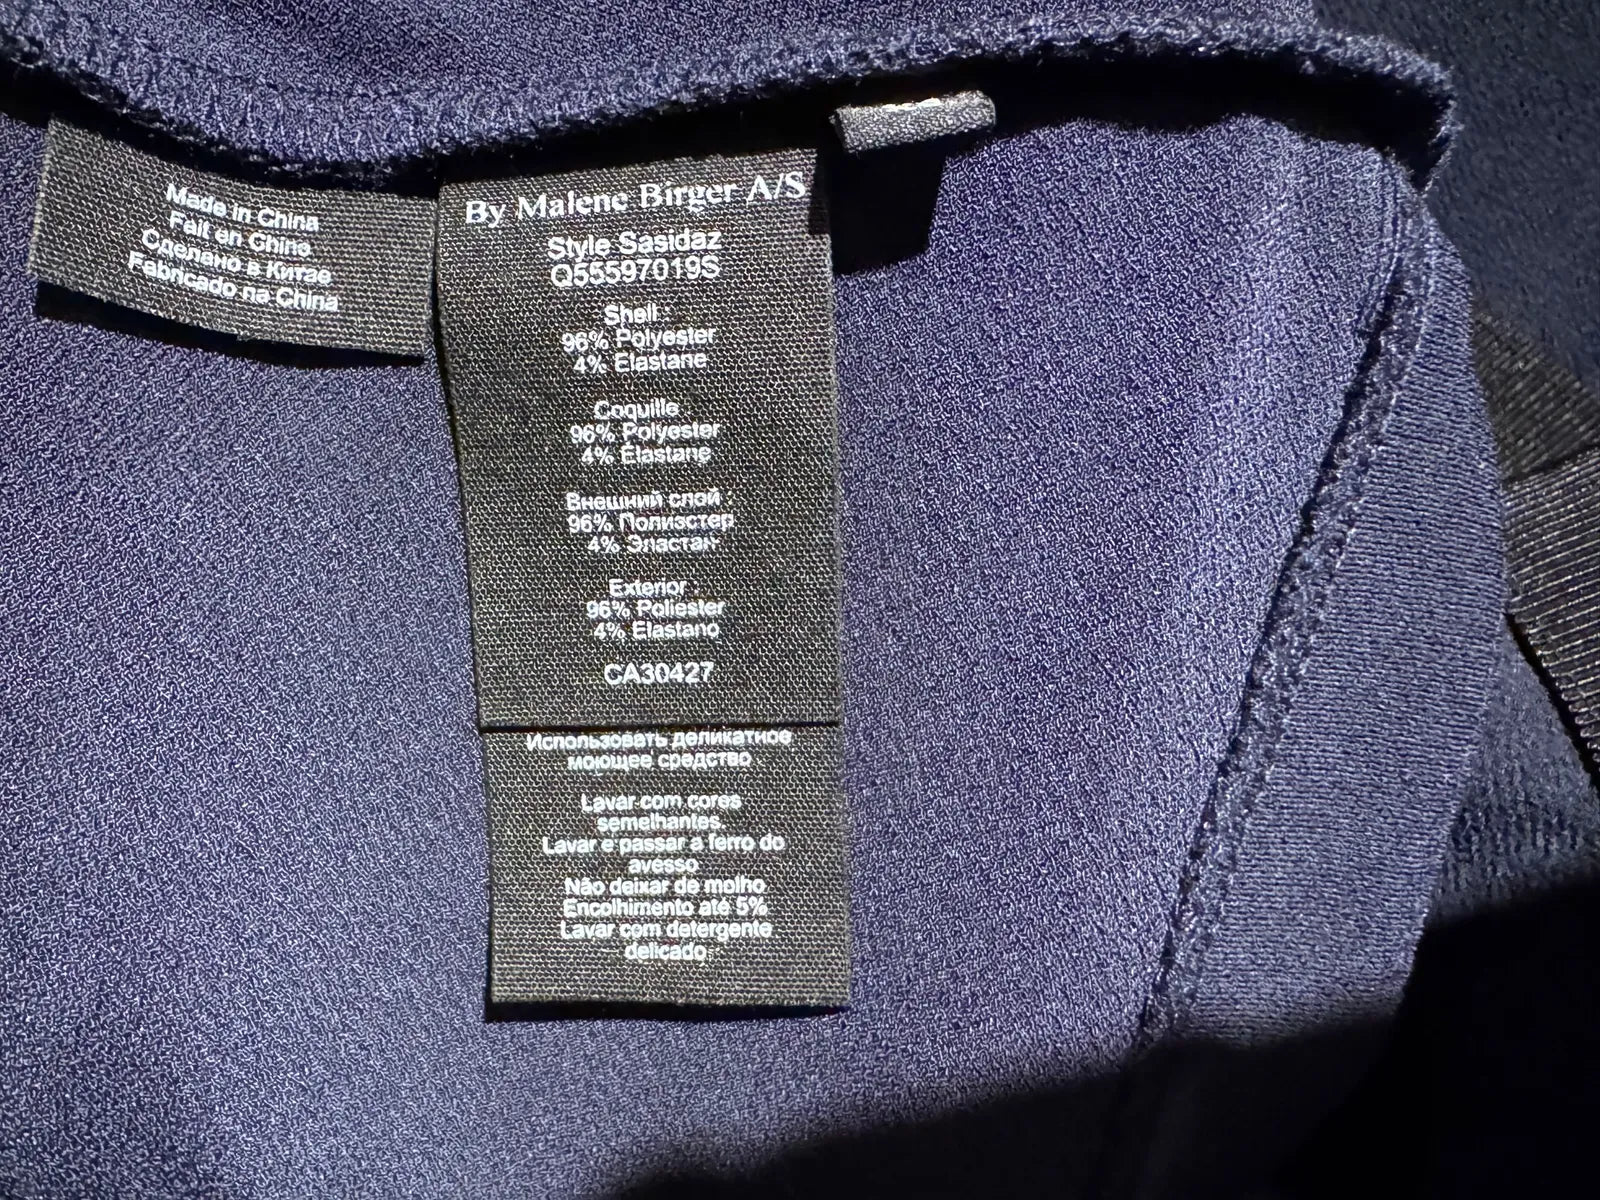 Made in China
Fait en Chine
Сделано в Китае
Fabricado na China
By Malene Birger A/S
Style Sasidaz
Q55597019S
Shell :
96% Polyester
4% Elastane
Coquille :
96% Polyester
4% Élastane
Внешний слой :
96% Полиэстер
4% Эластан
Exterior :
96% Poliéster
4% Elastano
CA30427
Использовать деликатное
моющее средство
Lavar com cores
semelhantes.
Lavar e passar a ferro do
avesso
Não deixar de molho
Encolhimento até 5%
Lavar com detergente
delicado